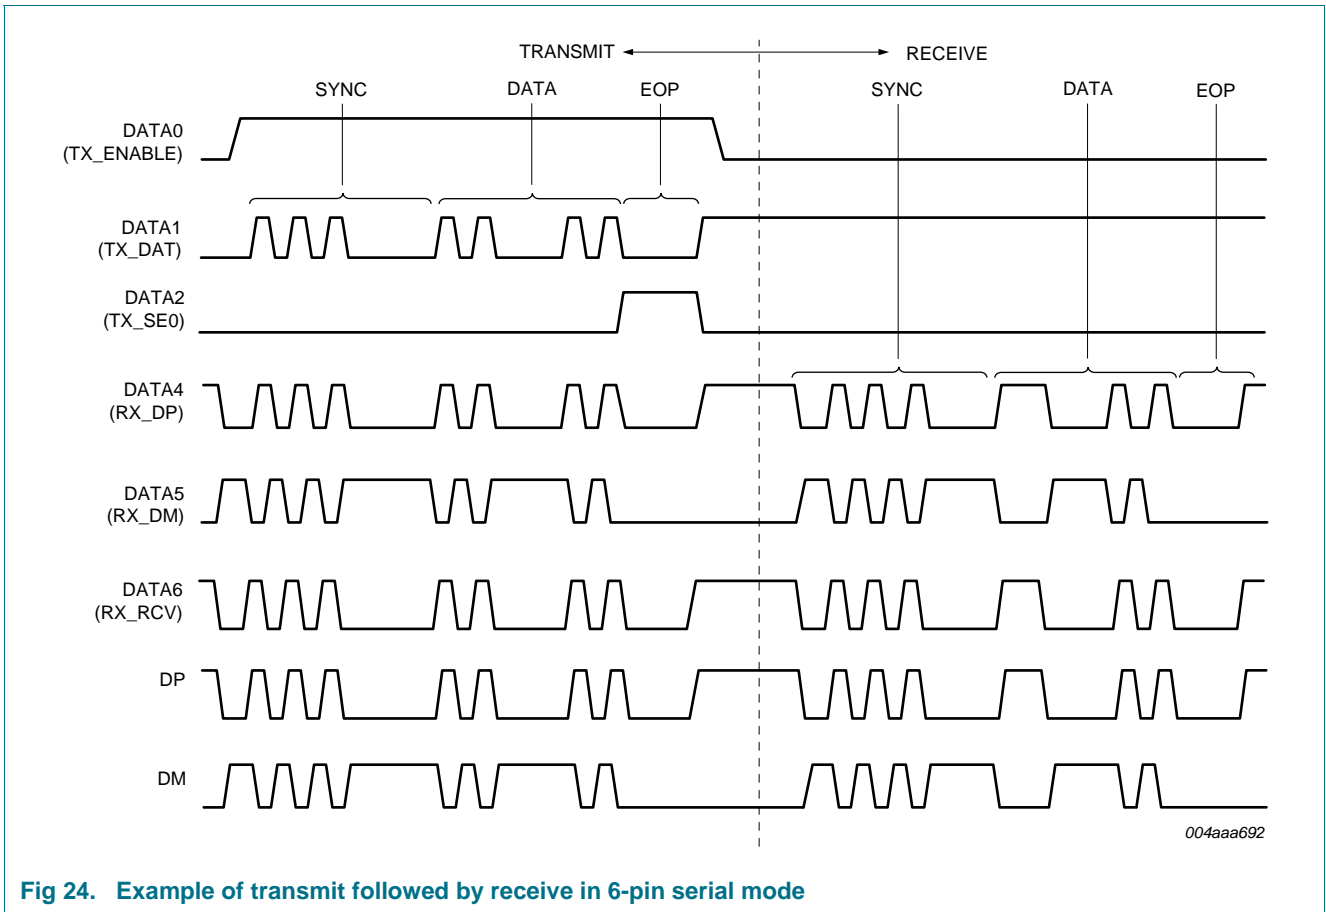 TRANSMIT RECEIVE
SYNC DATA EOP SYNC DATA EOP
DATA0
(TX_ENABLE)
DATA1
(TX_DAT)
DATA2
(TX_SE0)
DATA4
(RX_DP)
DATA5
(RX_DM)
DATA6
(RX_RCV)
DP
DM
004aaa692
Fig 24. Example of transmit followed by receive in 6-pin serial mode